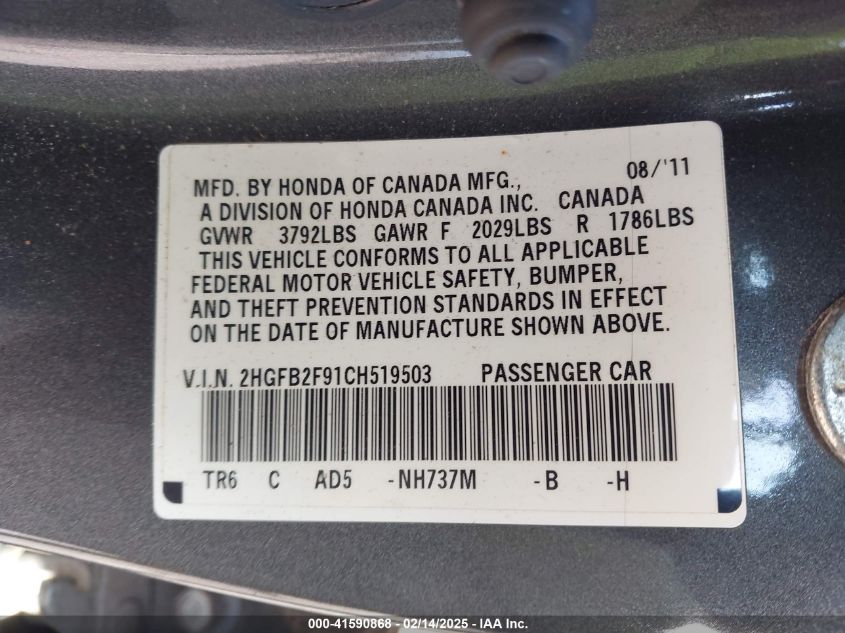 08/'11
MFD. BY HONDA OF CANADA MFG.,
A DIVISION OF HONDA CANADA INC. CANADA
GVWR 3792LBS GAWR F 2029LBS R 1786LBS
THIS VEHICLE CONFORMS TO ALL APPLICABLE
FEDERAL MOTOR VEHICLE SAFETY, BUMPER,
AND THEFT PREVENTION STANDARDS IN EFFECT
ON THE DATE OF MANUFACTURE SHOWN ABOVE.
V.I.N. 2HGFB2F91CH519503 PASSENGER CAR
TR6 C AD5 -NH737M -B -H
000-41590868 - 02/14/2025 - IAA Inc.